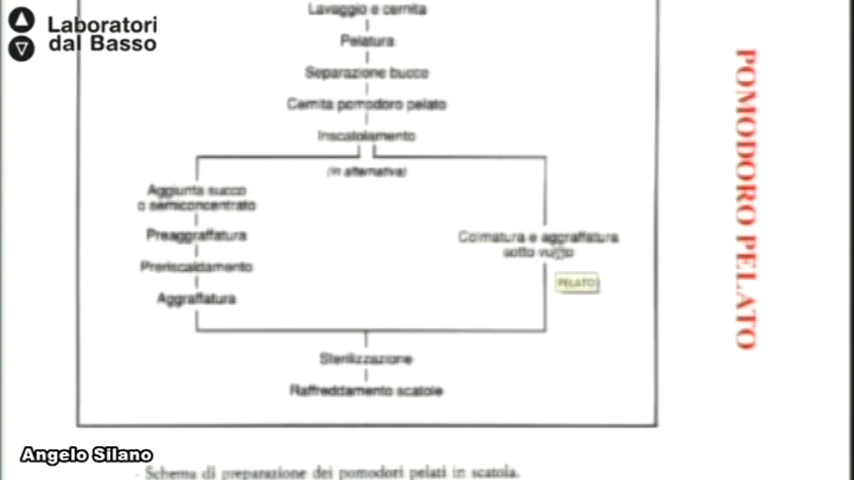 Laboratori
dal Basso
Lavaggio e cernita
Pelatura
Separazione bucce
Cernita pomodoro pelato
Inscatolamento
(in alternativa)
Aggiunta succo
o semiconcentrato
Preaggraffatura
Preriscaldamento
Aggraffatura
Colmatura e aggraffatura
sotto vuoto
PELATO
Sterilizzazione
Raffreddamento scatole
POMODORO PELATO
Angelo Silano
Schema di preparazione dei pomodori pelati in scatola.